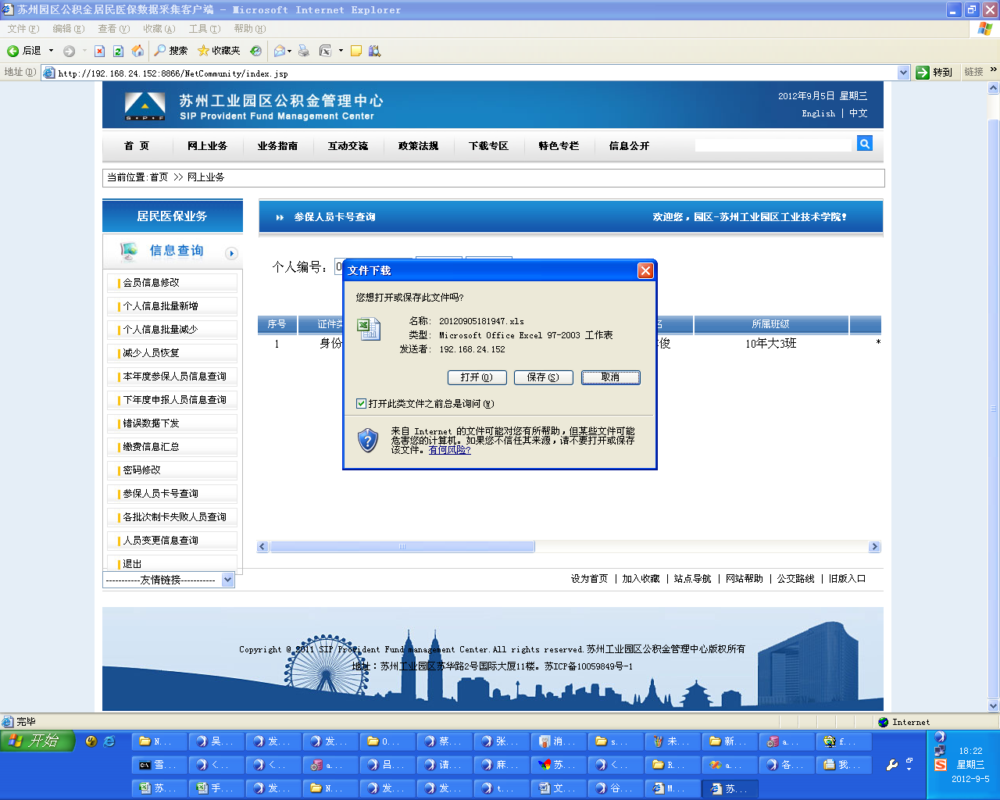 苏州园区公积金居民医保数据采集客户端 - Microsoft Internet Explorer
文件(F) 编辑(E) 查看(V) 收藏(A) 工具(T) 帮助(H)
后退 搜索 收藏夹
地址(D) http://192.168.24.152:8866/NetCommunity/index.jsp 转到 链接 »
苏州工业园区公积金管理中心
SIP Provident Fund Management Center
S·I·P·F
2012年9月5日 星期三
English | 中文
首 页 网上业务 业务指南 互动交流 政策法规 下载专区 特色专栏 信息公开
当前位置:首页 >> 网上业务
居民医保业务
参保人员卡号查询 欢迎您，园区-苏州工业园区工业技术学院!
信息查询
会员信息修改
个人信息批量新增
个人信息批量减少
减少人员恢复
本年度参保人员信息查询
下年度申报人员信息查询
错误数据下发
缴费信息汇总
密码修改
参保人员卡号查询
各批次制卡失败人员查询
人员变更信息查询
退出
-----------友情链接-----------
个人编号： 0
序号 证件类 名 所属班级
1 身份 俊 10年大3班 *
文件下载
您想打开或保存此文件吗?
名称: 20120905181947.xls
类型: Microsoft Office Excel 97-2003 工作表
发送者: 192.168.24.152
打开(O) 保存(S) 取消
打开此类文件之前总是询问(W)
来自 Internet 的文件可能对您有所帮助，但某些文件可能
危害您的计算机。如果您不信任其来源，请不要打开或保存
该文件。有何风险?
设为首页 | 加入收藏 | 站点导航 | 网站帮助 | 公交路线 | 旧版入口
Copyright @ 2011 SIP Provident Fund management Center.All rights reserved.苏州工业园区公积金管理中心版权所有
地址：苏州工业园区苏华路2号国际大厦11楼。苏ICP备10059849号-1
完毕 Internet
开始
N... 吴... 发... 发... O... 蔡... 张... 消... s... 未... 新... a... f...
雪... <... <... a... 吕... 请... 麻... 苏... <... R... a... 各... 我...
苏... 手... 发... N... 发... 发... t... 文... 谷... M... 苏...
18:22
星期三
2012-9-5